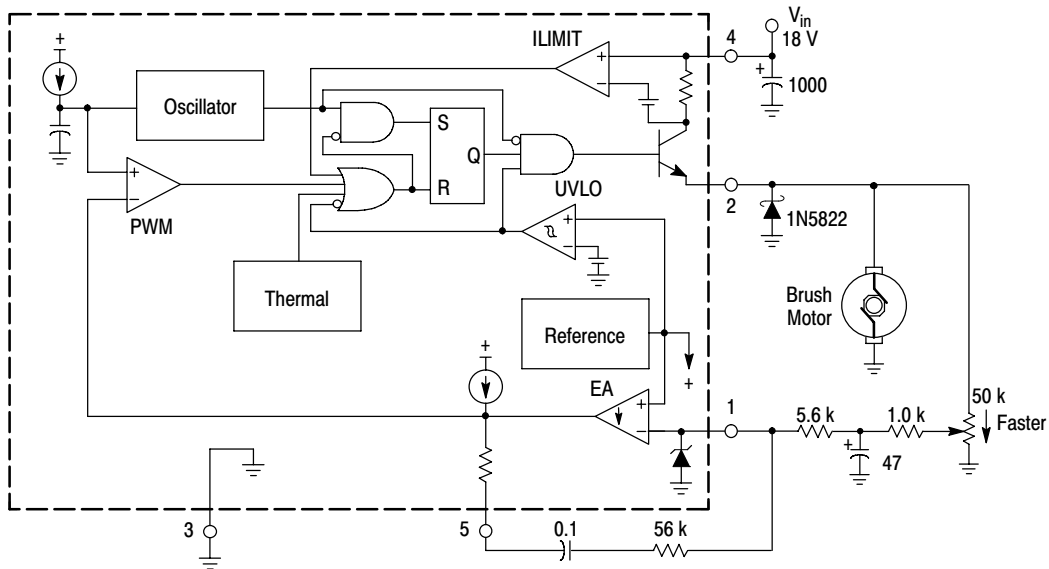 V_in
18 V
4
ILIMIT
+
−
+
1000
+
Oscillator
S
Q
R
UVLO
+
−
PWM
2
1N5822
+
−
Thermal
Brush
Motor
Reference
+
+
EA
+
−
1
5.6 k
1.0 k
50 k
Faster
+
47
3
5
0.1
56 k